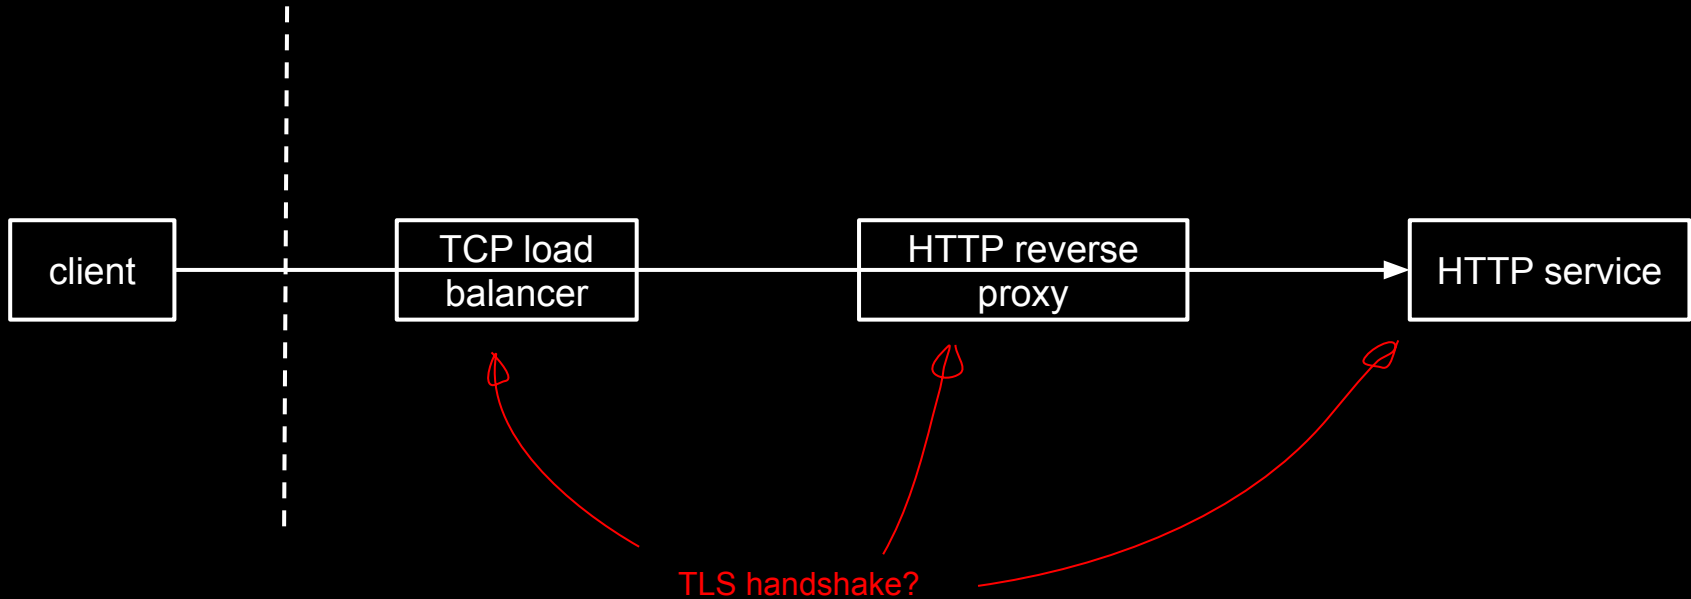 client
TCP load
balancer
HTTP reverse
proxy
HTTP service
TLS handshake?